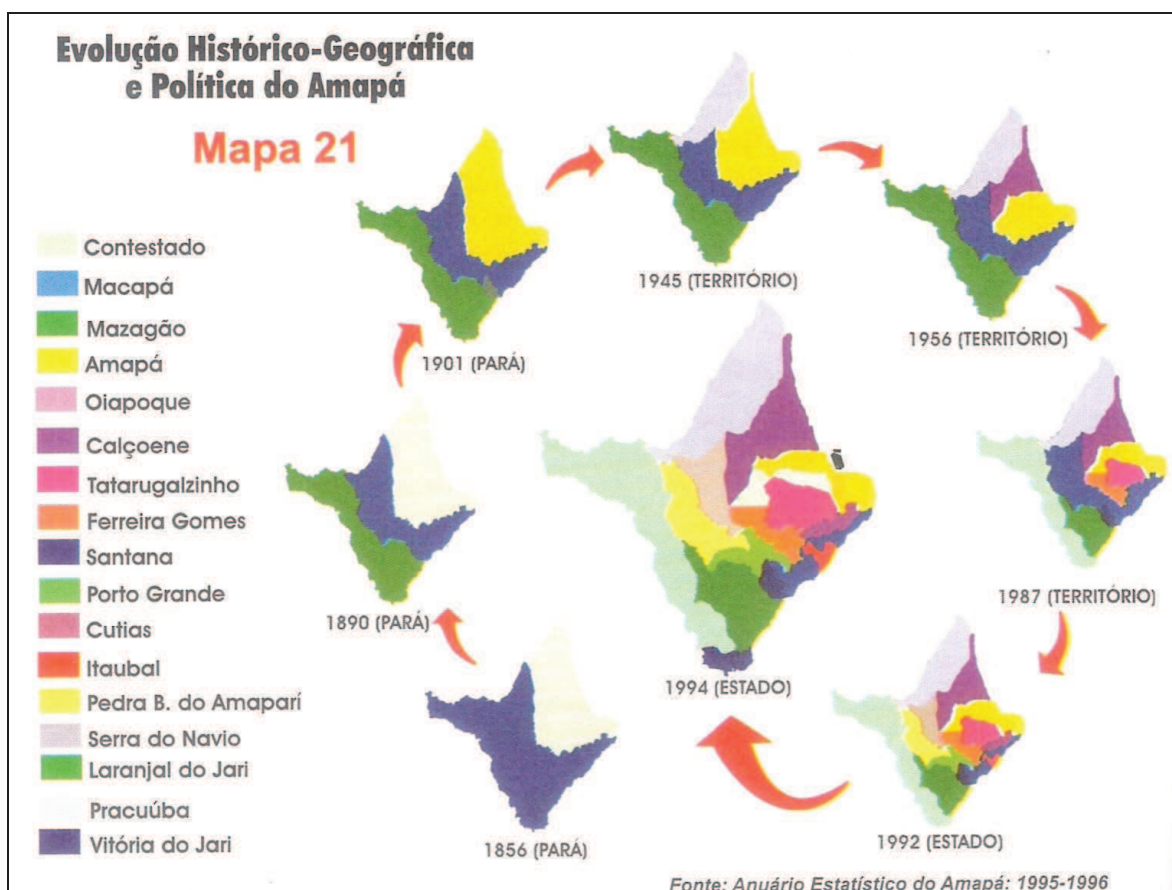 Evolução Histórico-Geográfica
e Política do Amapá
Mapa 21
Contestado
Macapá
Mazagão
Amapá
Oiapoque
Calçoene
Tatarugalzinho
Ferreira Gomes
Santana
Porto Grande
Cutias
Itaubal
Pedra B. do Amaparí
Serra do Navio
Laranjal do Jari
Pracuúba
Vitória do Jari
1901 (PARÁ)
1945 (TERRITÓRIO)
1956 (TERRITÓRIO)
1890 (PARÁ)
1994 (ESTADO)
1987 (TERRITÓRIO)
1856 (PARÁ)
1992 (ESTADO)
Fonte: Anuário Estatístico do Amapá: 1995-1996